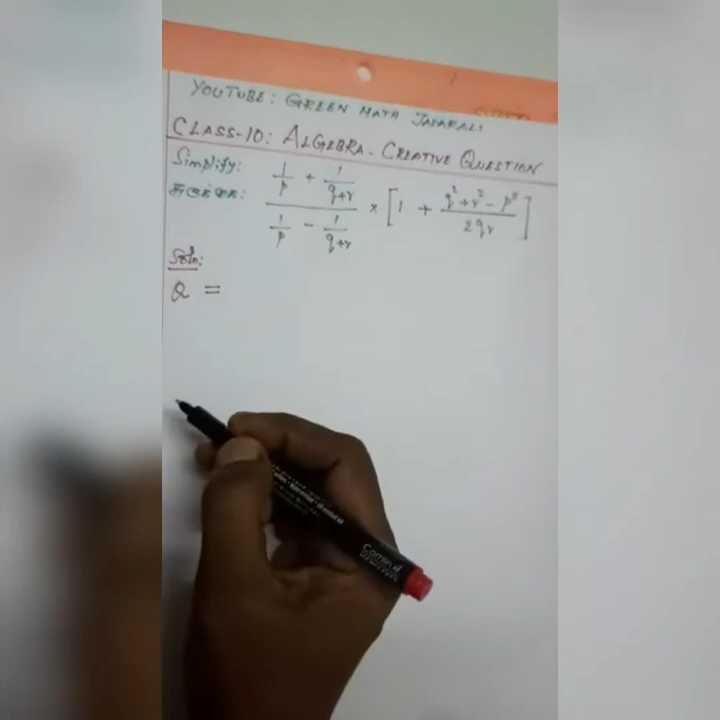 YOUTUBE: GREEN MATH JAFARALI
CLASS-10: ALGEBRA - CREATIVE QUESTION
Simplify:
சுருக்குக:
(1/p + 1/(q+r)) / (1/p − 1/(q+r)) × [1 + (q² + r² − p²)/(2qr)]
Soln:
Q =